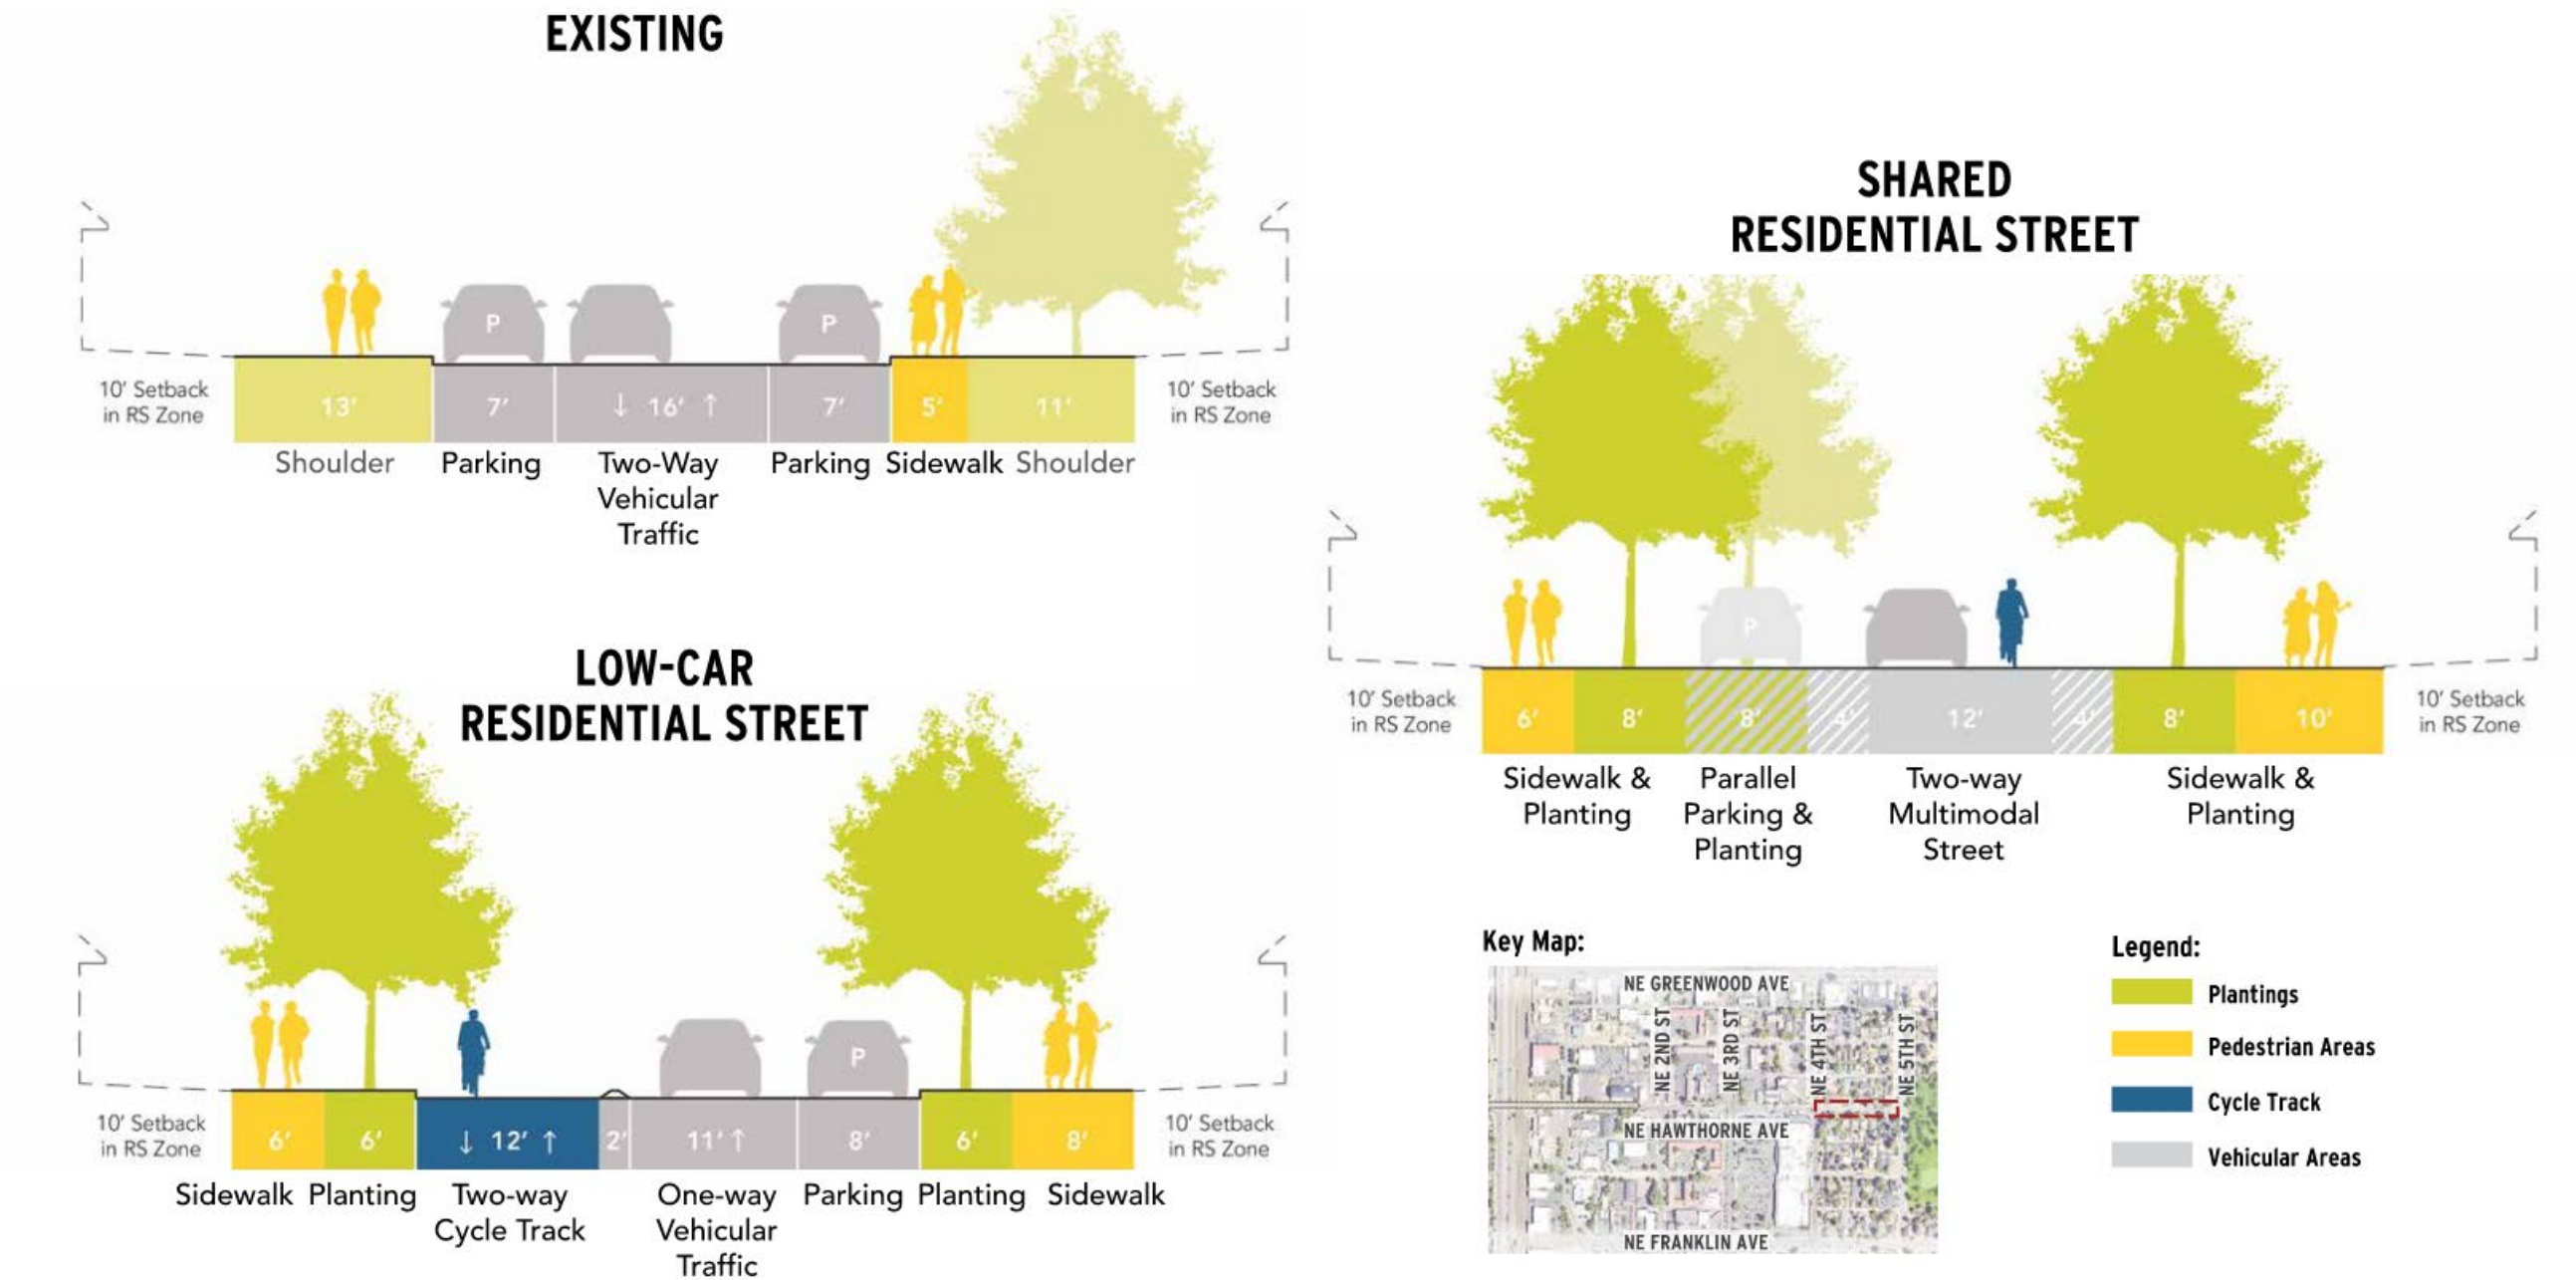 EXISTING
P
P
10' Setback
in RS Zone
13'
7'
↓ 16' ↑
7'
5'
11'
10' Setback
in RS Zone
Shoulder
Parking
Two-Way
Vehicular
Traffic
Parking
Sidewalk
Shoulder
SHARED
RESIDENTIAL STREET
P
10' Setback
in RS Zone
6'
8'
8'
4'
12'
4'
8'
10'
10' Setback
in RS Zone
Sidewalk &
Planting
Parallel
Parking &
Planting
Two-way
Multimodal
Street
Sidewalk &
Planting
LOW-CAR
RESIDENTIAL STREET
P
10' Setback
in RS Zone
6'
6'
↓ 12' ↑
2'
11' ↑
8'
6'
8'
10' Setback
in RS Zone
Sidewalk
Planting
Two-way
Cycle Track
One-way
Vehicular
Traffic
Parking
Planting
Sidewalk
Key Map:
NE GREENWOOD AVE
NE 2ND ST
NE 3RD ST
NE 4TH ST
NE 5TH ST
NE HAWTHORNE AVE
NE FRANKLIN AVE
Legend:
Plantings
Pedestrian Areas
Cycle Track
Vehicular Areas